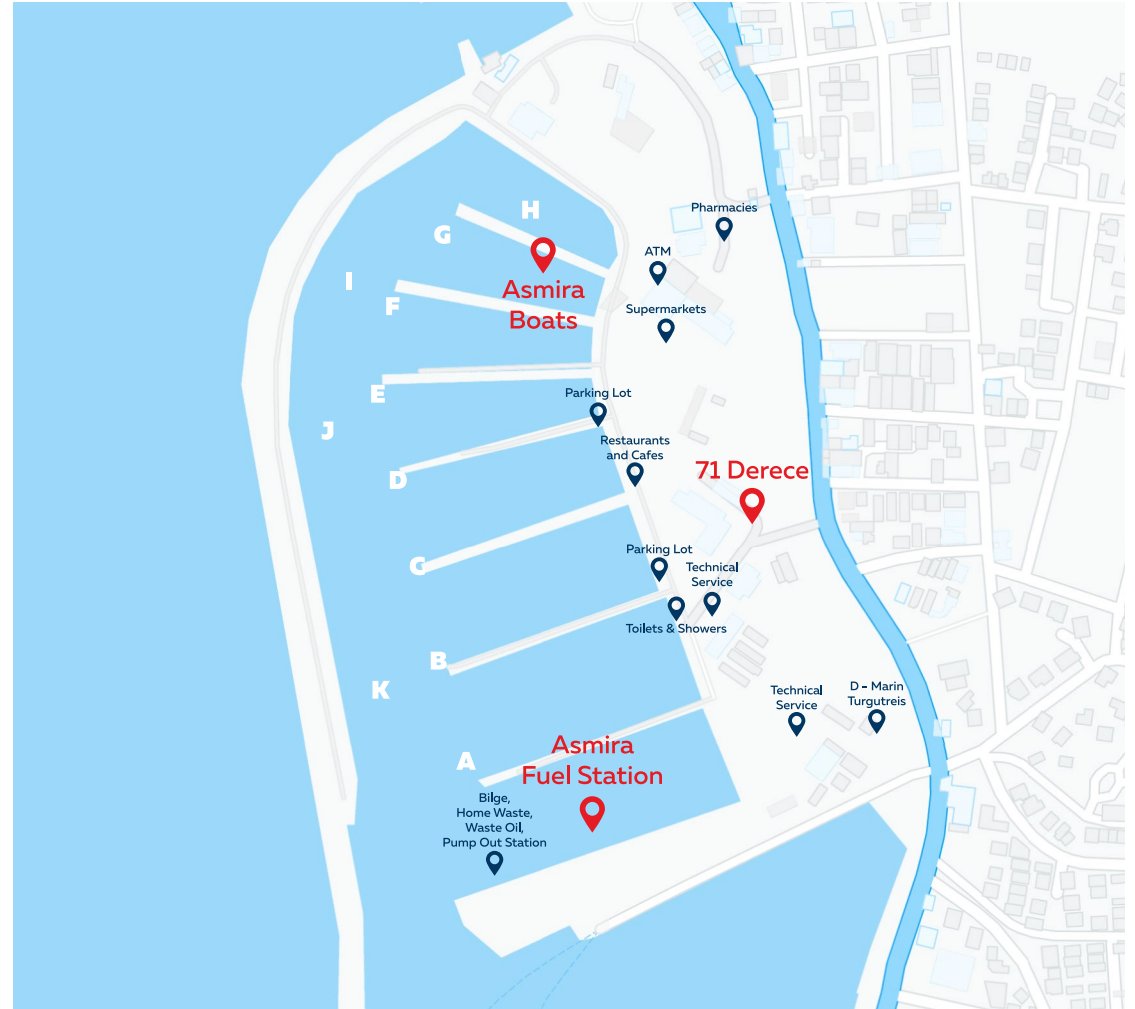 H
Pharmacies
G
ATM
I
Asmira
Boats
F
Supermarkets
E
Parking Lot
J
Restaurants
and Cafes
71 Derece
D
Parking Lot
C
Technical
Service
Toilets & Showers
B
K
Technical
Service
D - Marin
Turgutreis
A
Asmira
Fuel Station
Bilge,
Home Waste,
Waste Oil,
Pump Out Station